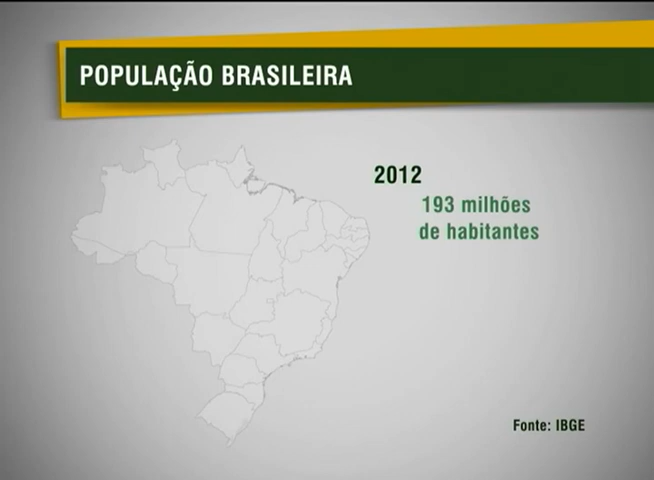 POPULAÇÃO BRASILEIRA
2012
193 milhões
de habitantes
Fonte: IBGE